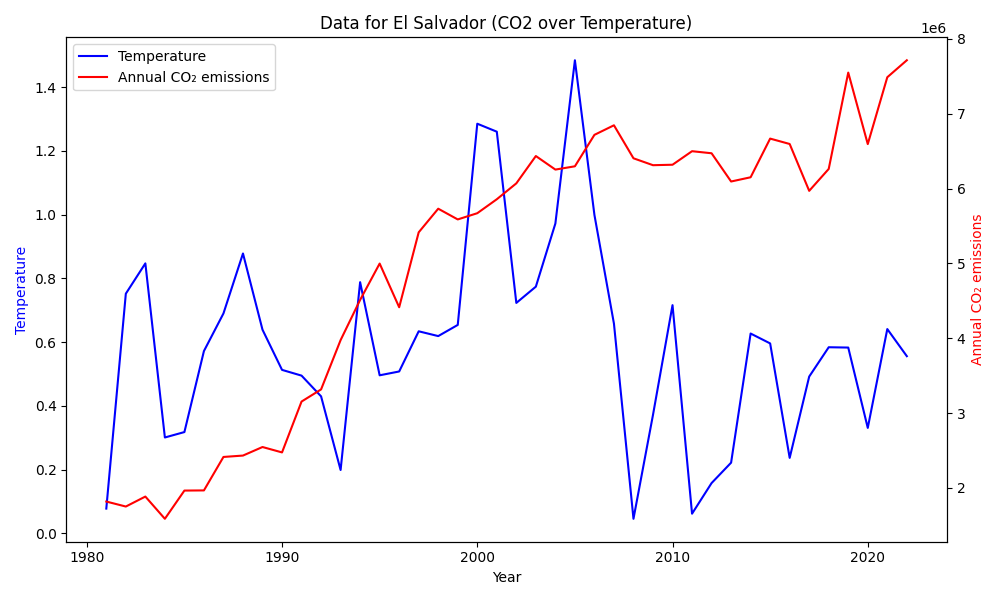 Data for El Salvador (CO2 over Temperature)
1e6
Temperature
Annual CO₂ emissions
Temperature
0.0
0.2
0.4
0.6
0.8
1.0
1.2
1.4
2
3
4
5
6
7
8
Annual CO₂ emissions
1980
1990
2000
2010
2020
Year